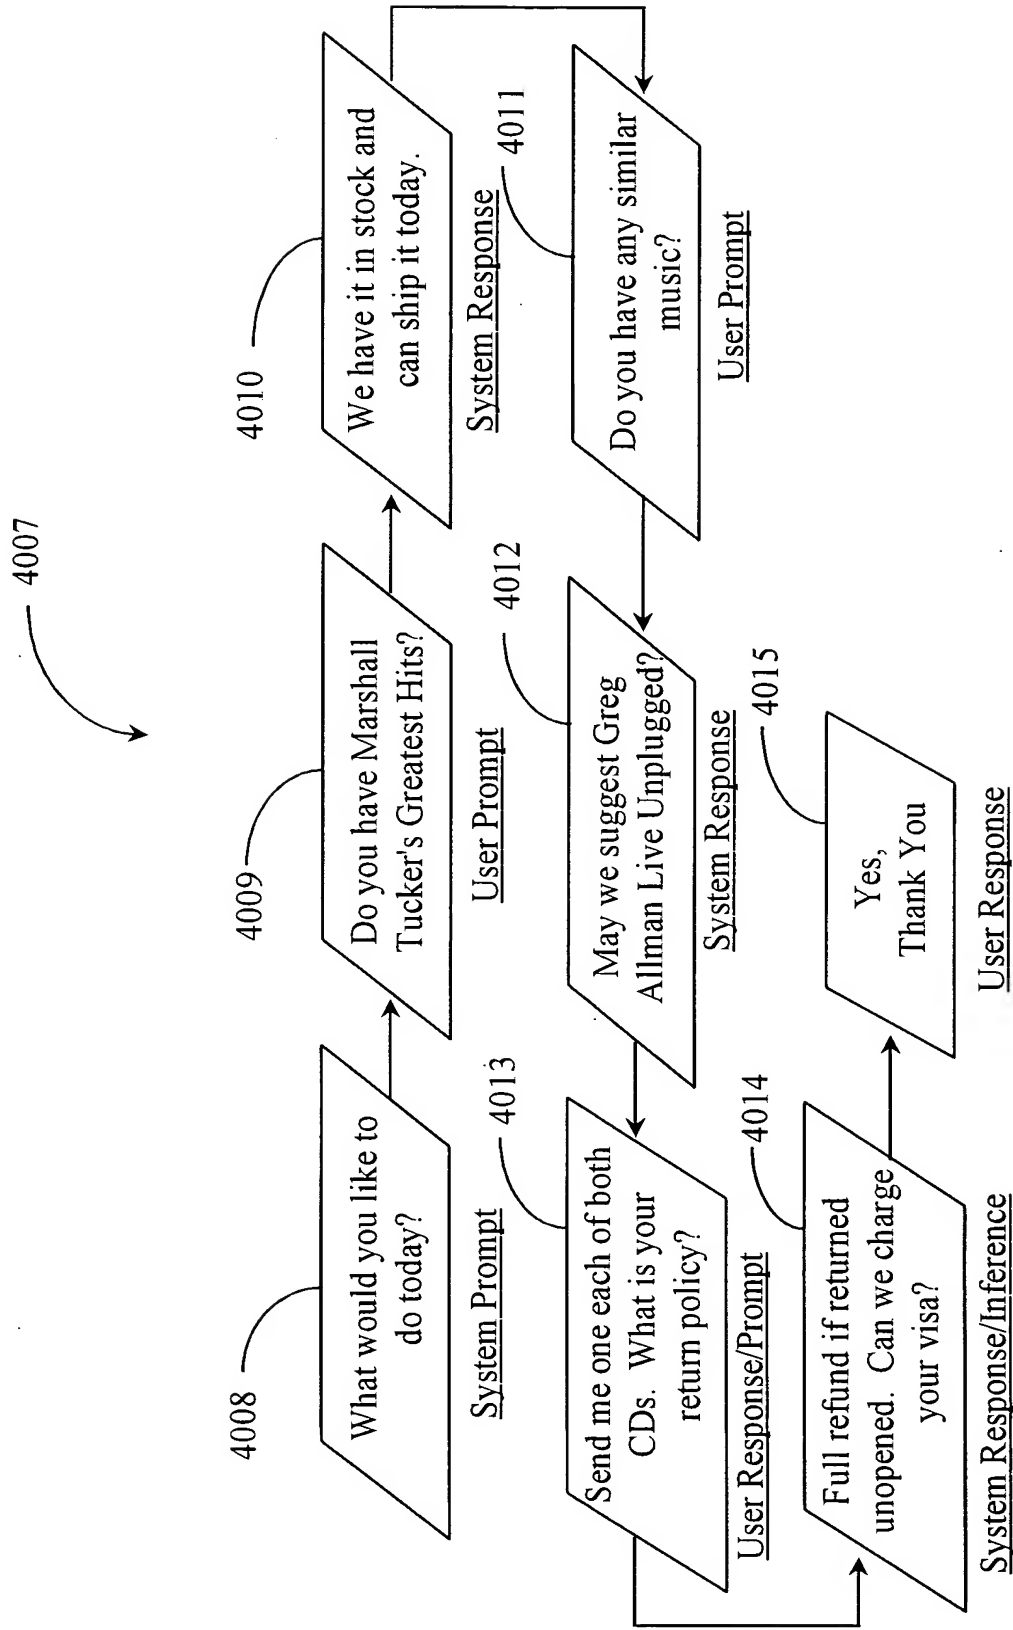 4007
4008
What would you like to
do today?
System Prompt
4009
Do you have Marshall
Tucker's Greatest Hits?
User Prompt
4010
We have it in stock and
can ship it today.
System Response
4011
Do you have any similar
music?
User Prompt
4012
May we suggest Greg
Allman Live Unplugged?
System Response
4013
Send me one each of both
CDs. What is your
return policy?
User Response/Prompt
4014
Full refund if returned
unopened. Can we charge
your visa?
System Response/Inference
4015
Yes,
Thank You
User Response